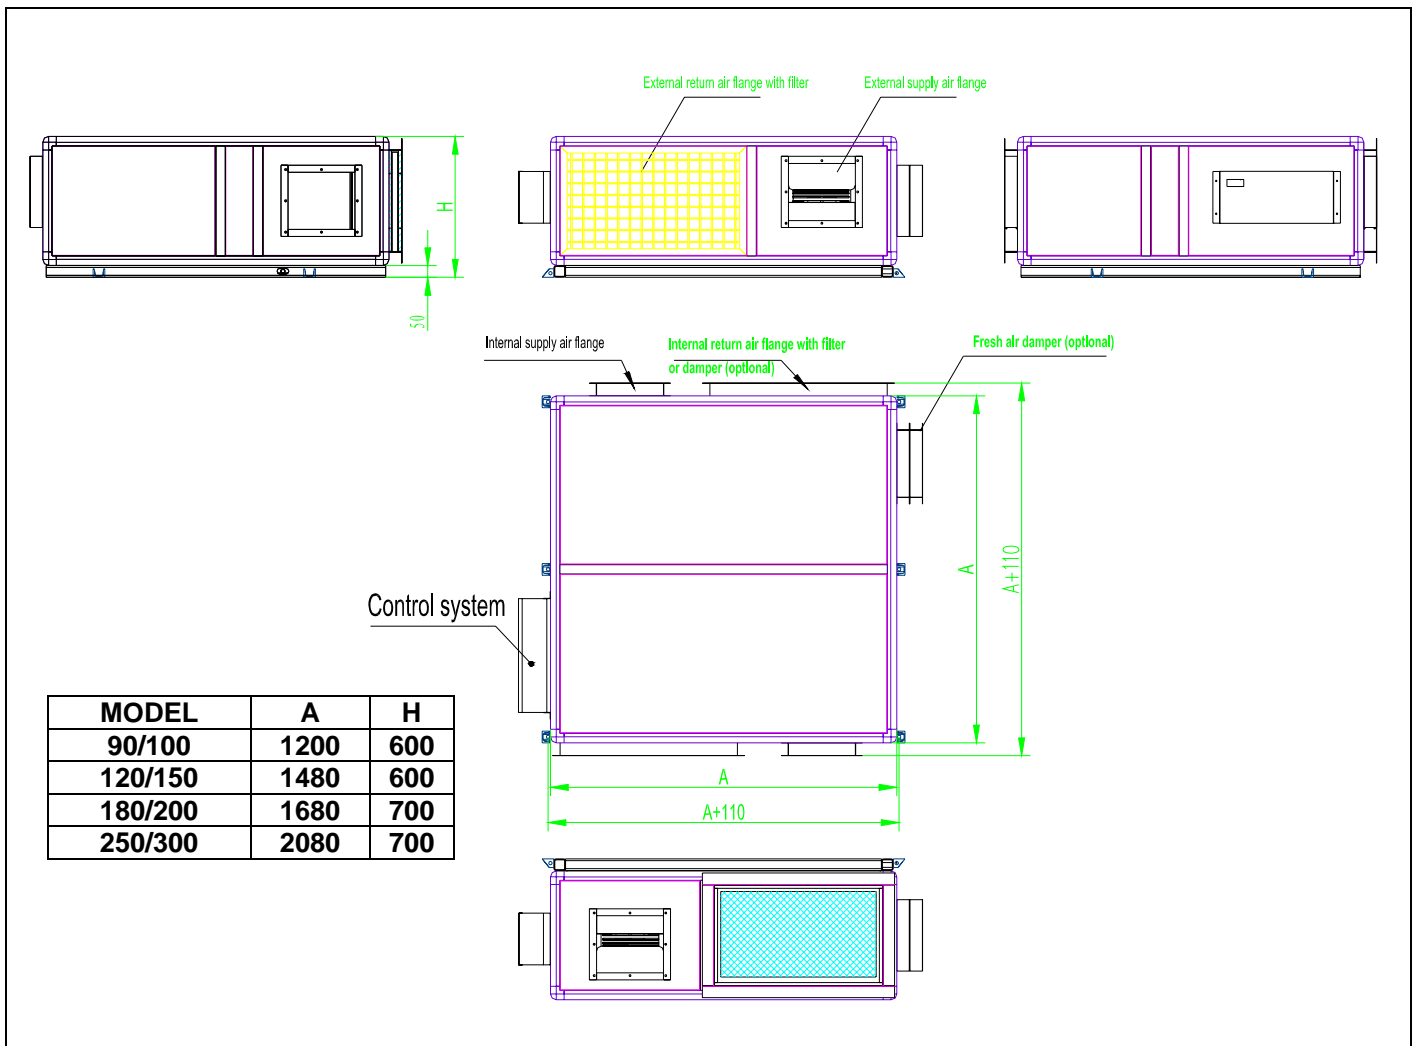 External return air flange with filter
External supply air flange
H
50
Internal supply air flange
Internal return air flange with filter
or damper (optional)
Fresh air damper (optional)
A
A+110
Control system
A
A+110
MODEL A H
90/100 1200 600
120/150 1480 600
180/200 1680 700
250/300 2080 700